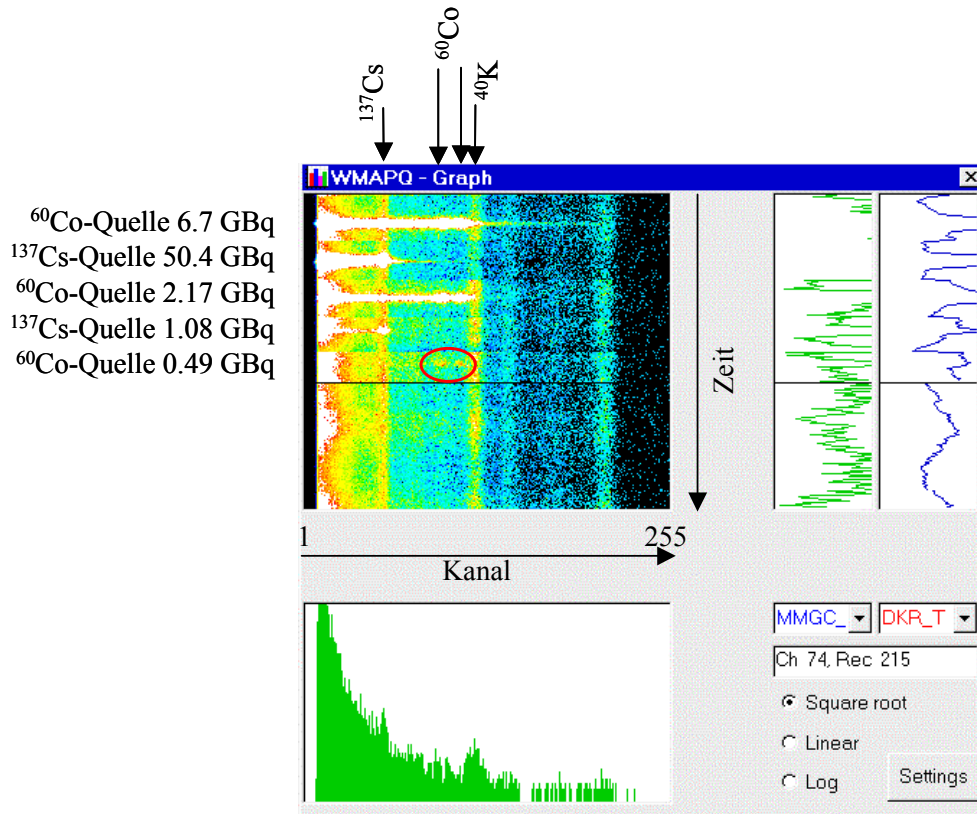 ⁶⁰Co
¹³⁷Cs
⁴⁰K
WMAPQ - Graph
⁶⁰Co-Quelle 6.7 GBq
¹³⁷Cs-Quelle 50.4 GBq
⁶⁰Co-Quelle 2.17 GBq
¹³⁷Cs-Quelle 1.08 GBq
⁶⁰Co-Quelle 0.49 GBq
Zeit
1 255
Kanal
MMGC_ DKR_T
Ch 74, Rec 215
Square root
Linear
Log
Settings